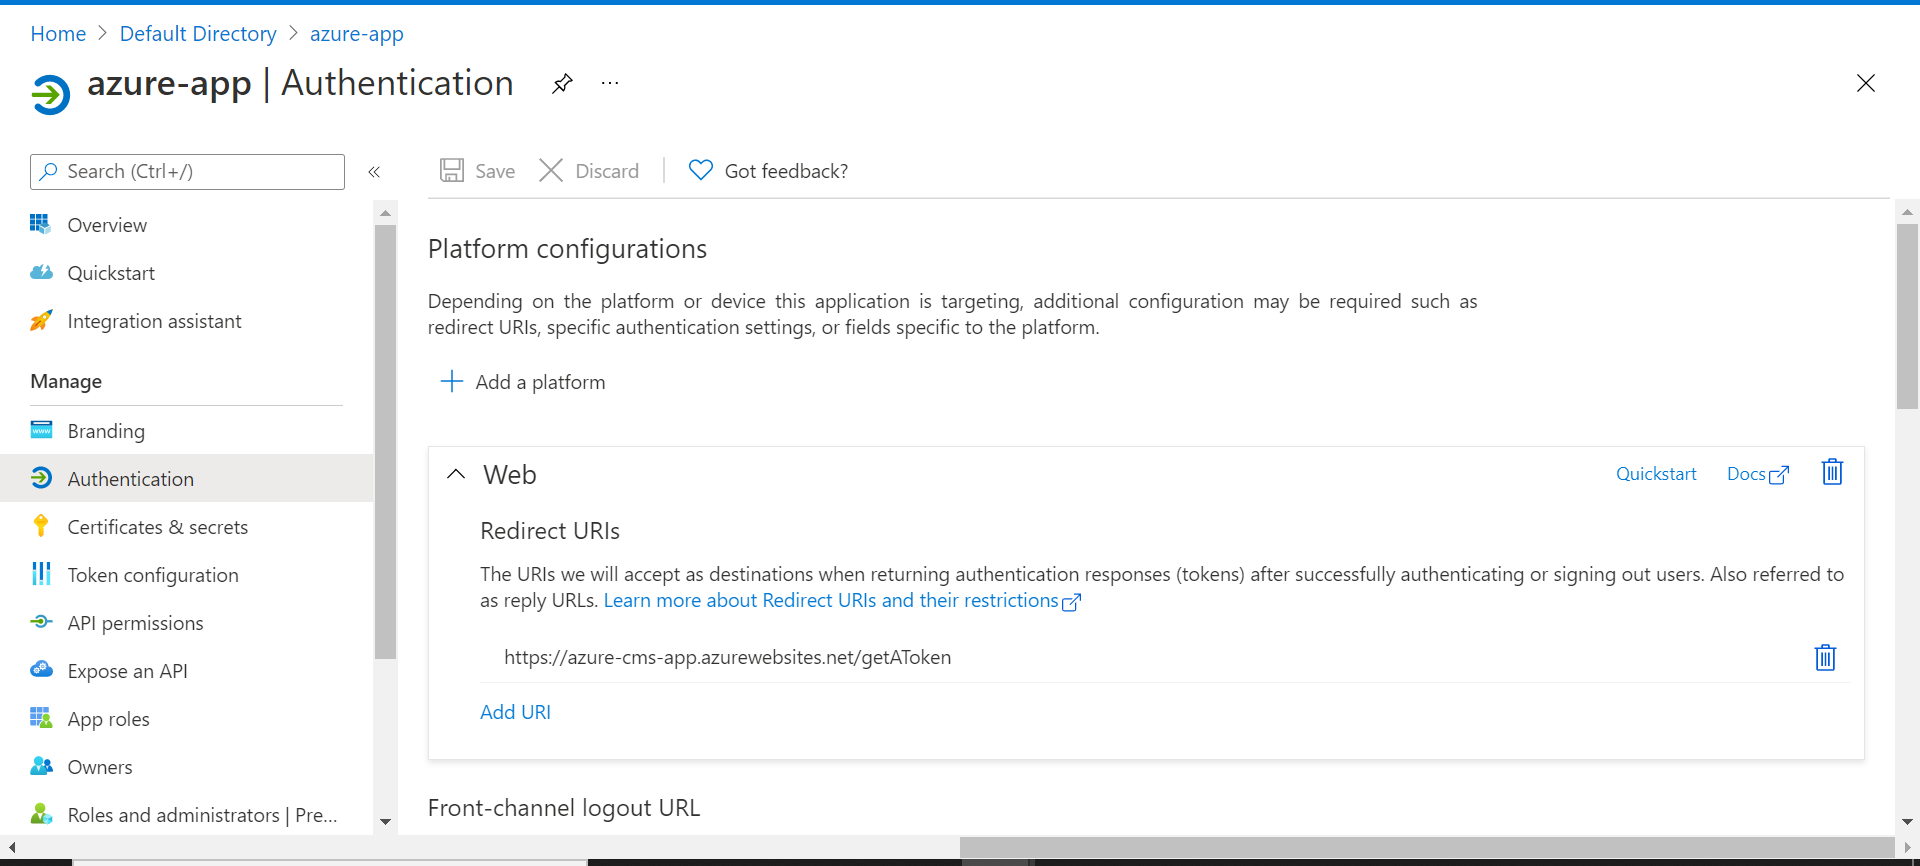 Home > Default Directory > azure-app
azure-app | Authentication
Search (Ctrl+/)
Save
Discard
Got feedback?
Overview
Quickstart
Integration assistant
Manage
Branding
Authentication
Certificates & secrets
Token configuration
API permissions
Expose an API
App roles
Owners
Roles and administrators | Pre...
Platform configurations
Depending on the platform or device this application is targeting, additional configuration may be required such as
redirect URIs, specific authentication settings, or fields specific to the platform.
Add a platform
Web
Quickstart
Docs
Redirect URIs
The URIs we will accept as destinations when returning authentication responses (tokens) after successfully authenticating or signing out users. Also referred to
as reply URLs. Learn more about Redirect URIs and their restrictions
https://azure-cms-app.azurewebsites.net/getAToken
Add URI
Front-channel logout URL